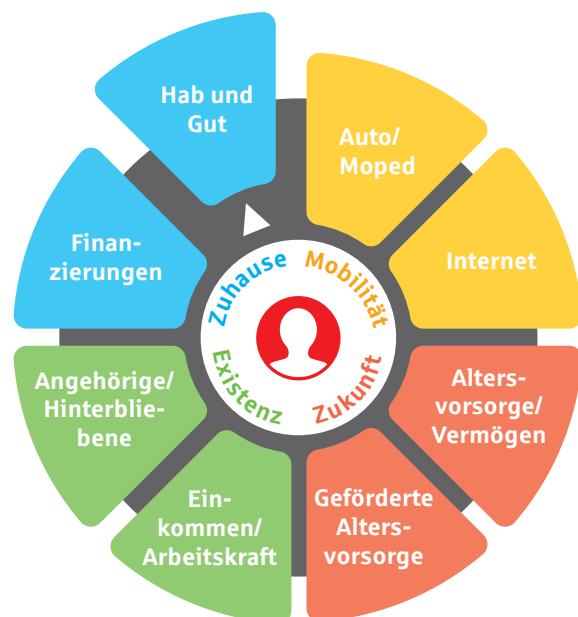 Hab und
Gut
Auto/
Moped
Internet
Alters-
vorsorge/
Vermögen
Geförderte
Alters-
vorsorge
Ein-
kommen/
Arbeitskraft
Angehörige/
Hinterblie-
bene
Finan-
zierungen
Zuhause
Mobilität
Zukunft
Existenz